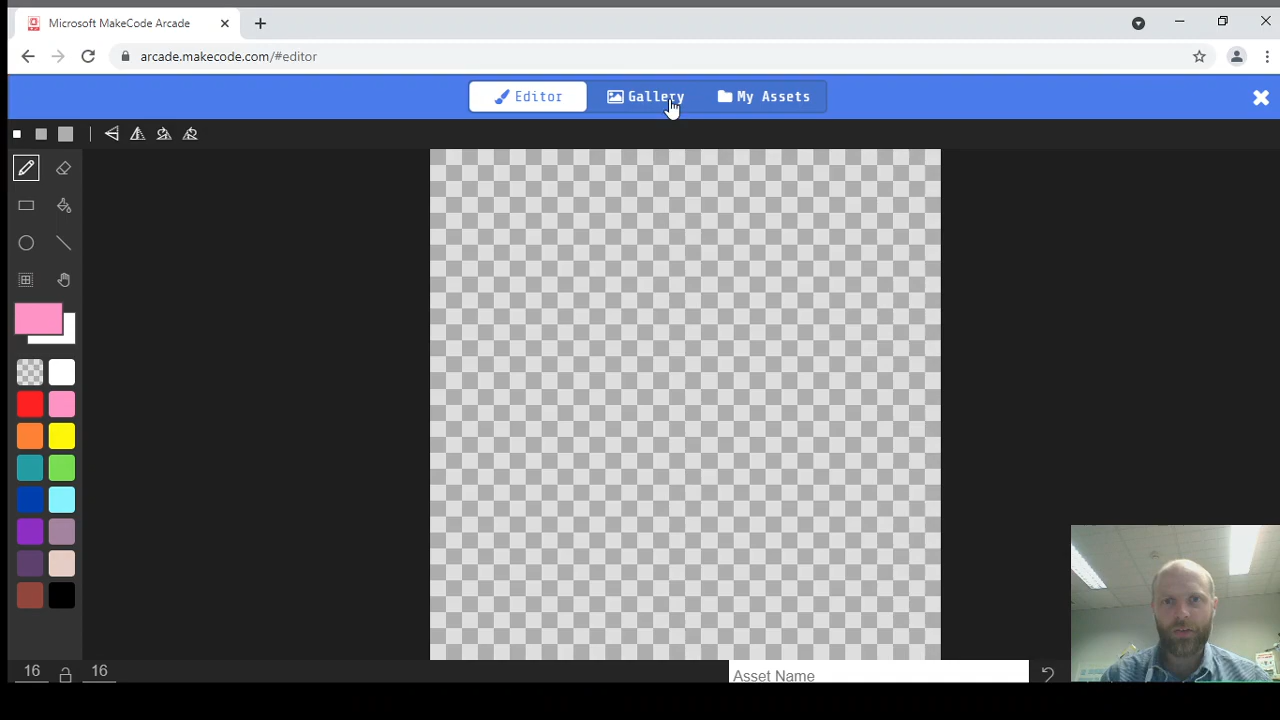 Microsoft MakeCode Arcade
arcade.makecode.com/#editor
Editor
Gallery
My Assets
16
16
Asset Name